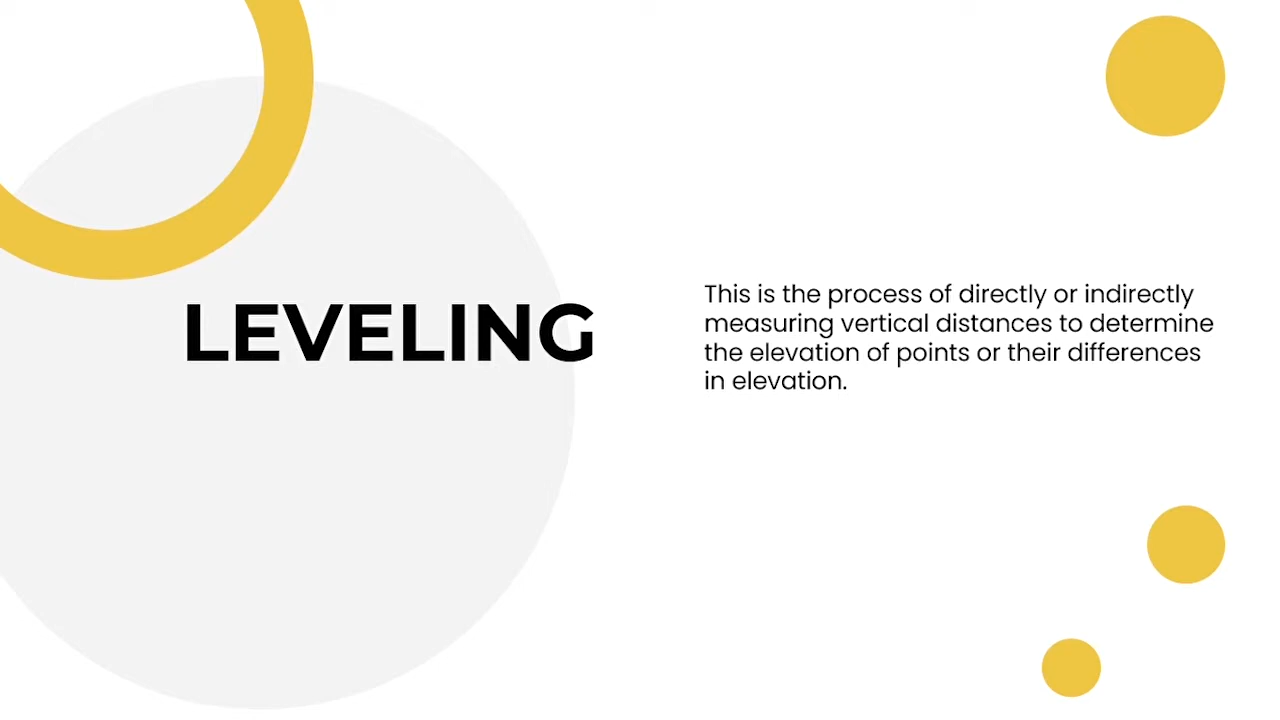 LEVELING
This is the process of directly or indirectly
measuring vertical distances to determine
the elevation of points or their differences
in elevation.